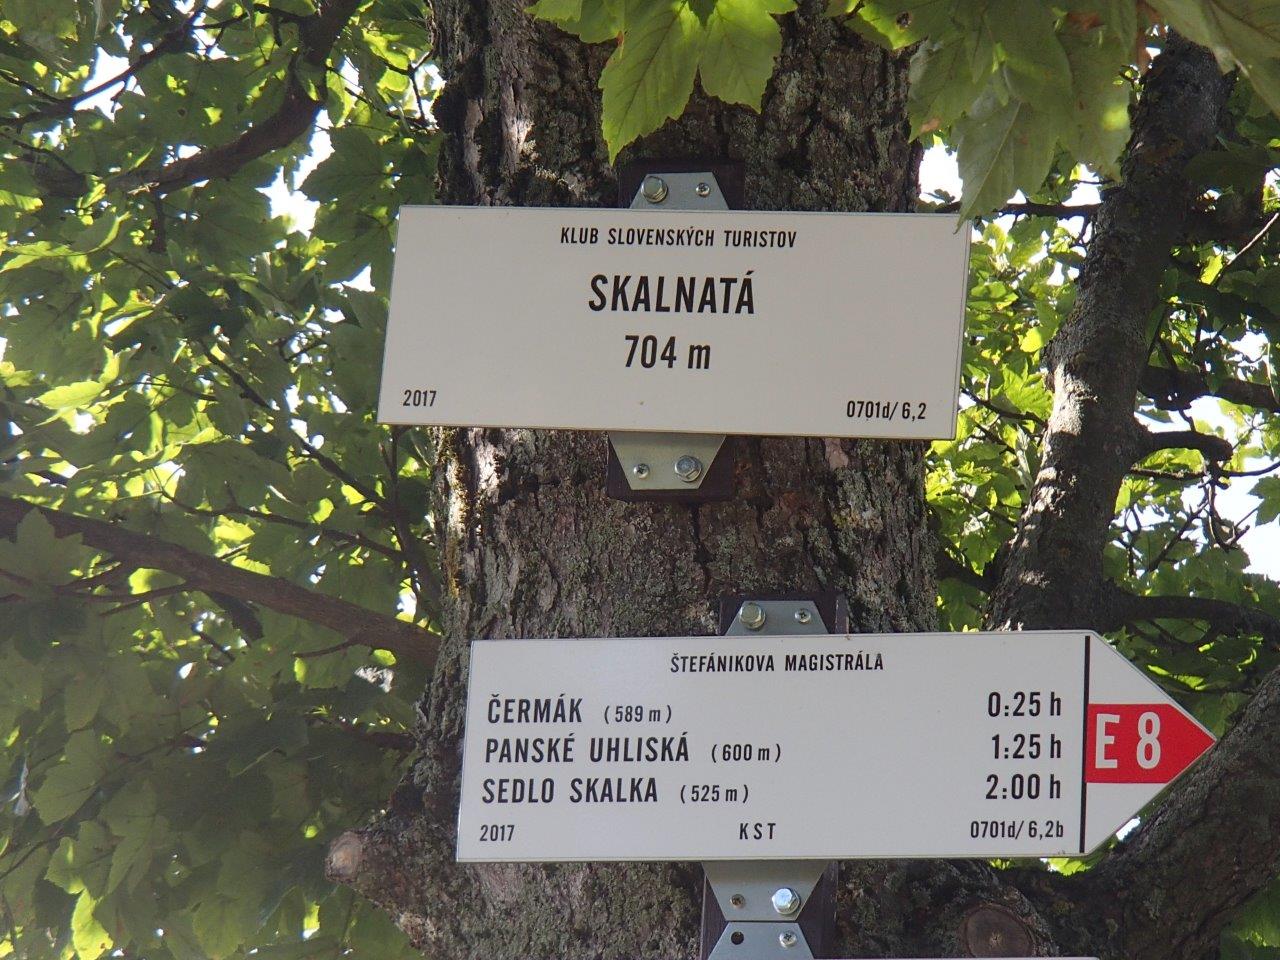 KLUB SLOVENSKÝCH TURISTOV
SKALNATÁ
704 m
2017 0701d/6,2
ŠTEFÁNIKOVA MAGISTRÁLA
ČERMÁK (589 m) 0:25 h
PANSKÉ UHLISKÁ (600 m) 1:25 h
SEDLO SKALKA (525 m) 2:00 h
E 8
2017 KST 0701d/6,2b